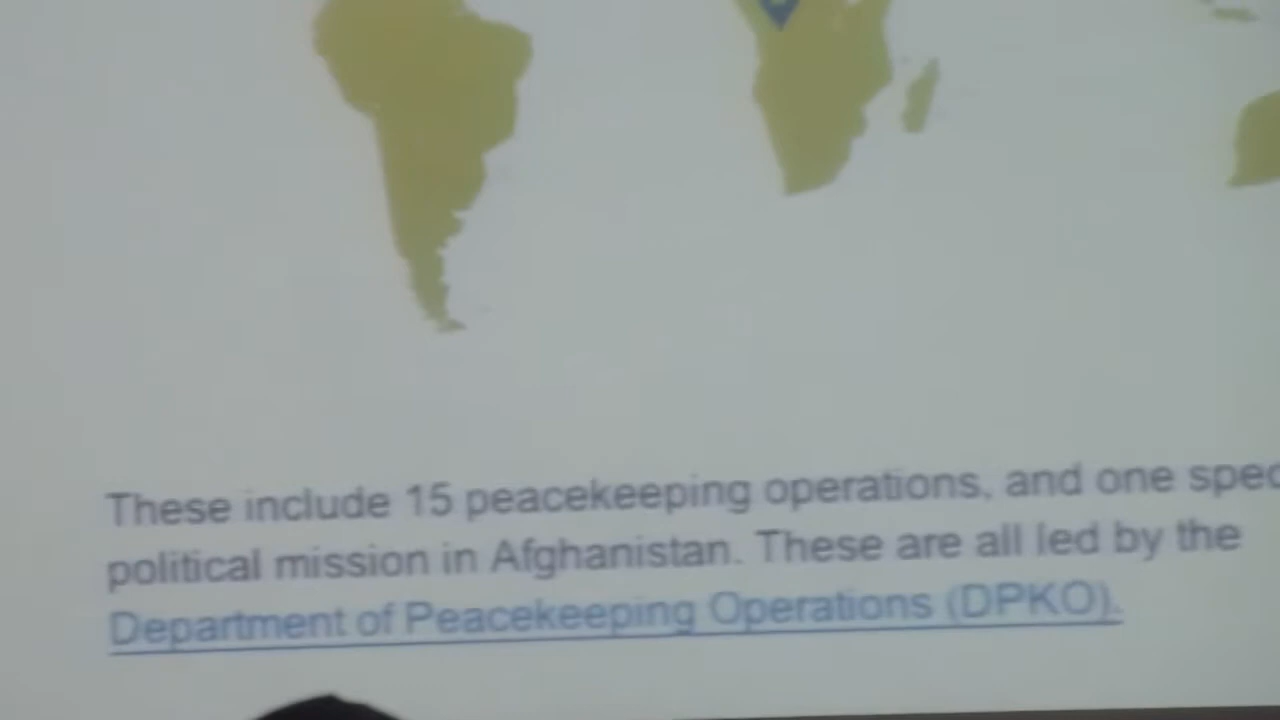 These include 15 peacekeeping operations, and one spec
political mission in Afghanistan. These are all led by the
Department of Peacekeeping Operations (DPKO).